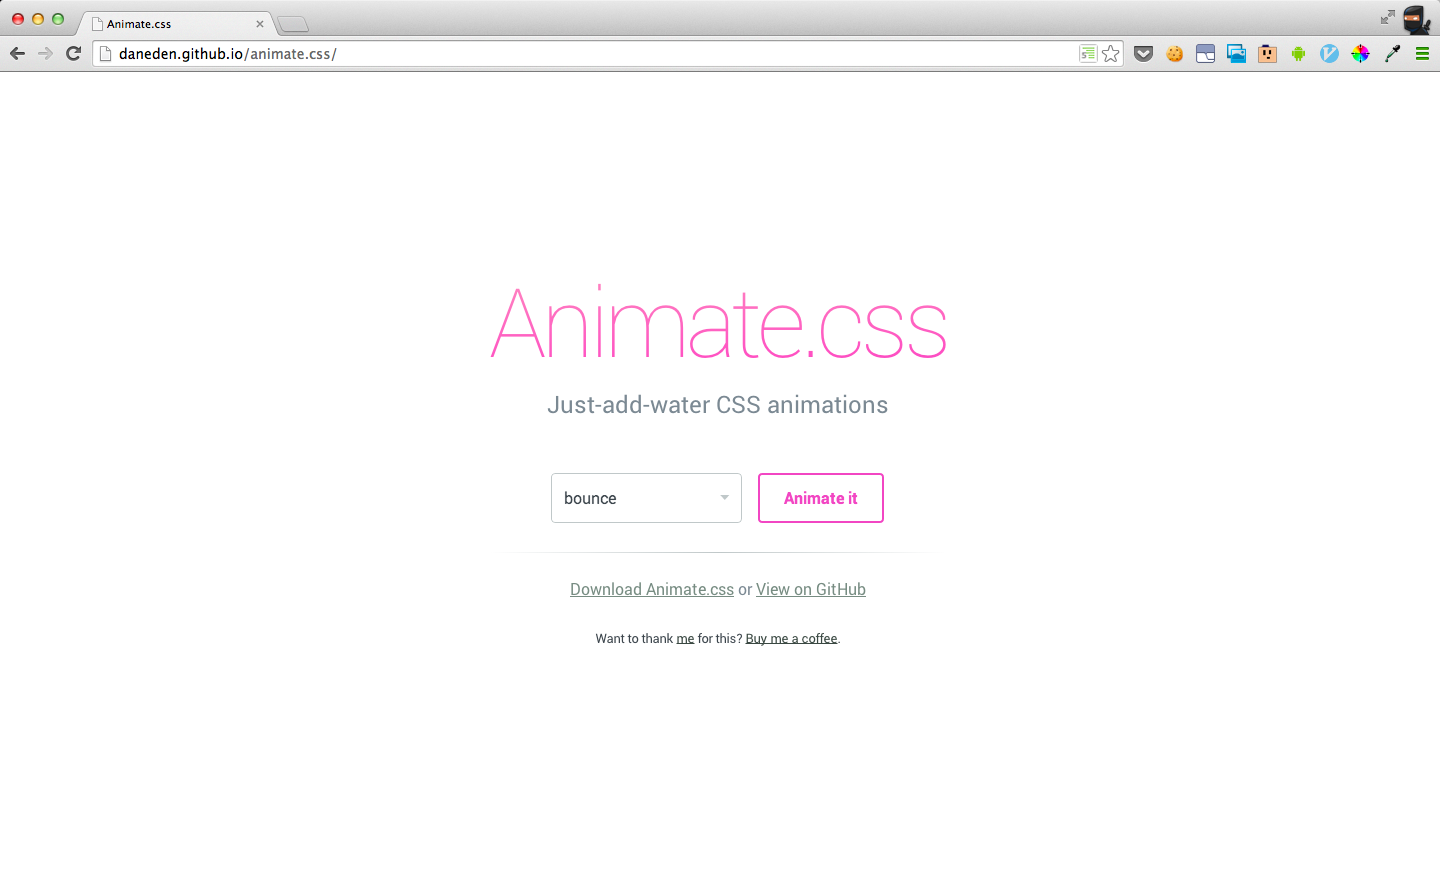 Animate.css
daneden.github.io/animate.css/
Animate.css
Just-add-water CSS animations
bounce
Animate it
Download Animate.css or View on GitHub
Want to thank me for this? Buy me a coffee.